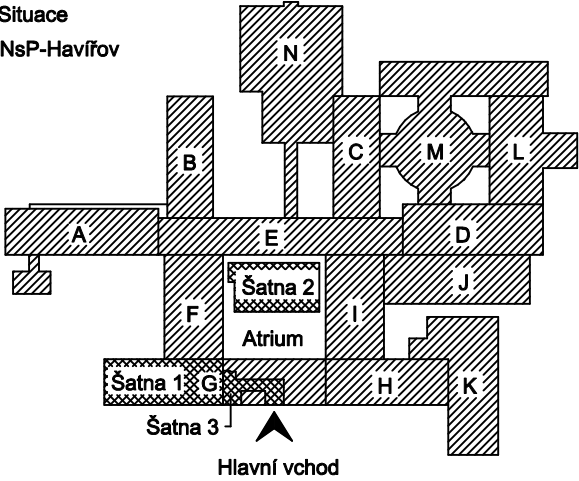 Situace
NsP-Havířov
N
B
C
M
L
A
E
D
J
Šatna 2
F
I
Atrium
Šatna 1
G
H
K
Šatna 3
Hlavní vchod